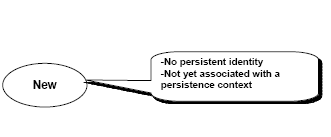 -No persistent identity
-Not yet associated with a
persistence context
New